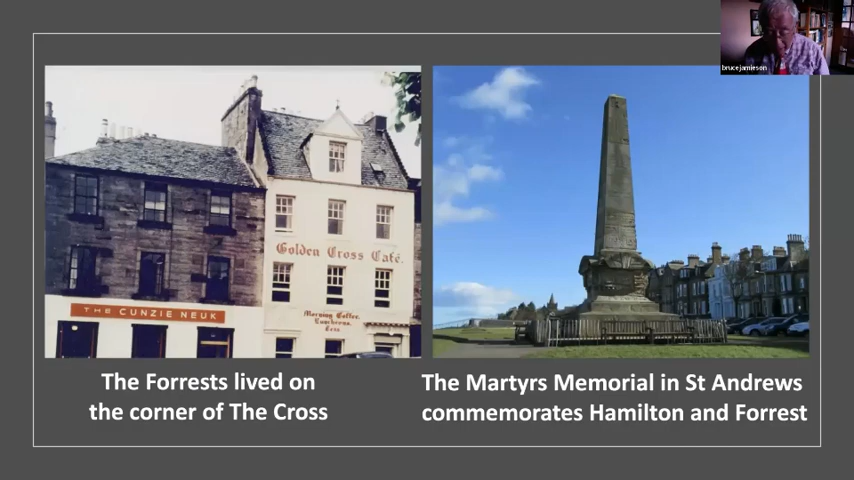 brucejamieson
Golden Cross Café.
THE CUNZIE NEUK
Morning Coffee,
Luncheons,
Teas
The Forrests lived on
the corner of The Cross
The Martyrs Memorial in St Andrews
commemorates Hamilton and Forrest